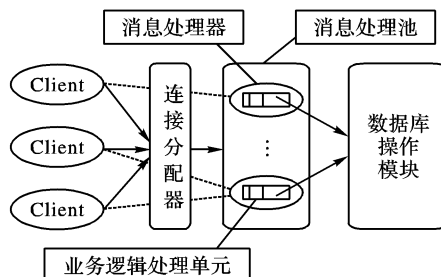 消息处理器
消息处理池
Client
Client
Client
连接分配器
...
数据库
操作
模块
业务逻辑处理单元